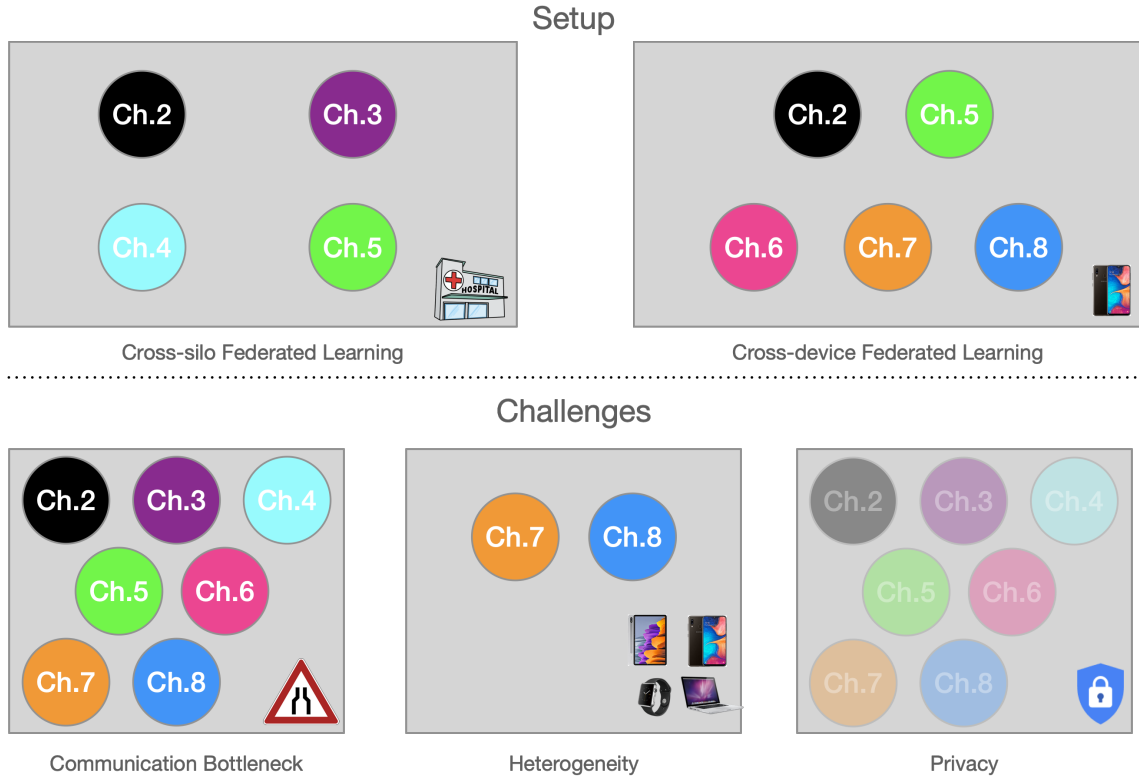 Setup
Ch.2
Ch.3
Ch.4
Ch.5
HOSPITAL
Cross-silo Federated Learning
Ch.2
Ch.5
Ch.6
Ch.7
Ch.8
Cross-device Federated Learning
Challenges
Ch.2
Ch.3
Ch.4
Ch.5
Ch.6
Ch.7
Ch.8
Communication Bottleneck
Ch.7
Ch.8
Heterogeneity
Ch.2
Ch.3
Ch.4
Ch.5
Ch.6
Ch.7
Ch.8
Privacy